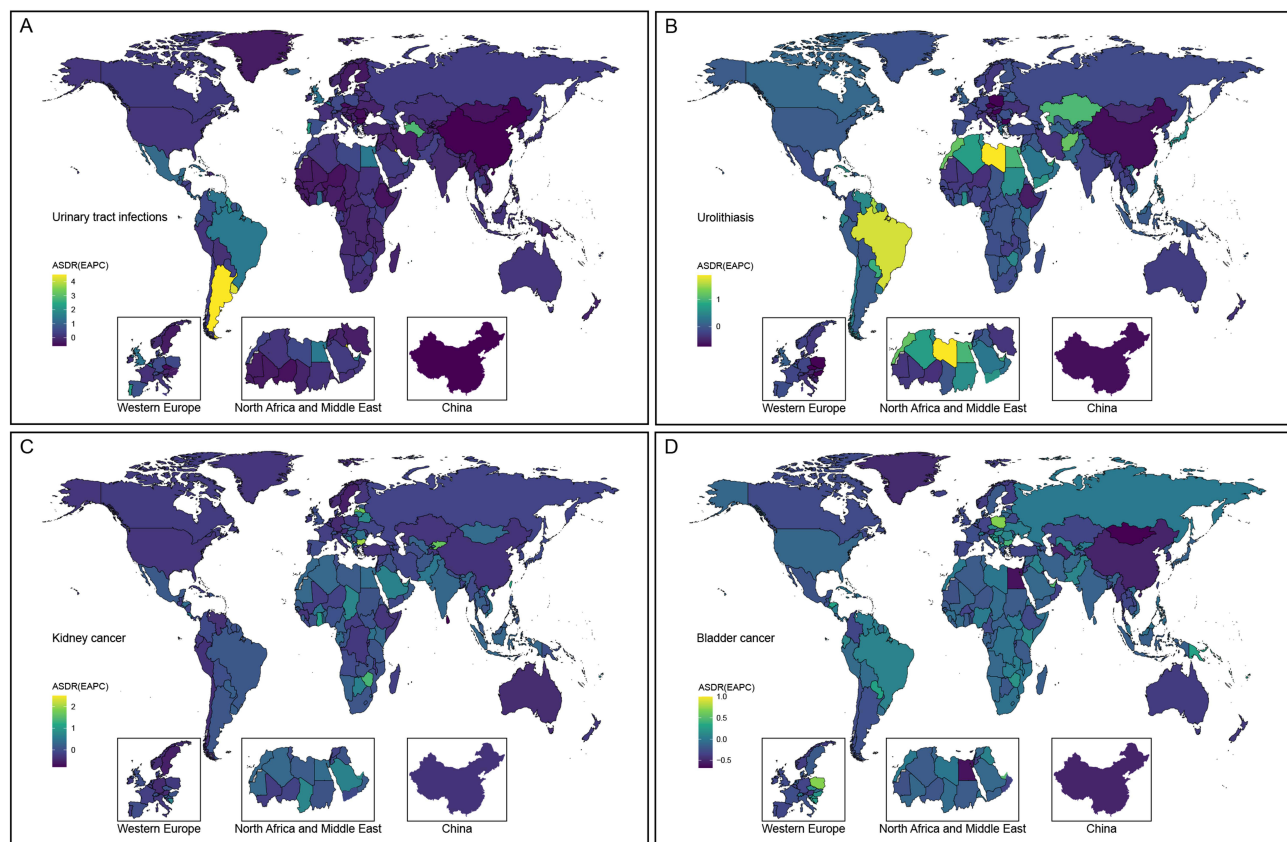 A
Urinary tract infections
ASDR(EAPC)
4
3
2
1
0
Western Europe
North Africa and Middle East
China
B
Urolithiasis
ASDR(EAPC)
1
0
Western Europe
North Africa and Middle East
China
C
Kidney cancer
ASDR(EAPC)
2
1
0
Western Europe
North Africa and Middle East
China
D
Bladder cancer
ASDR(EAPC)
1.0
0.5
0.0
−0.5
Western Europe
North Africa and Middle East
China